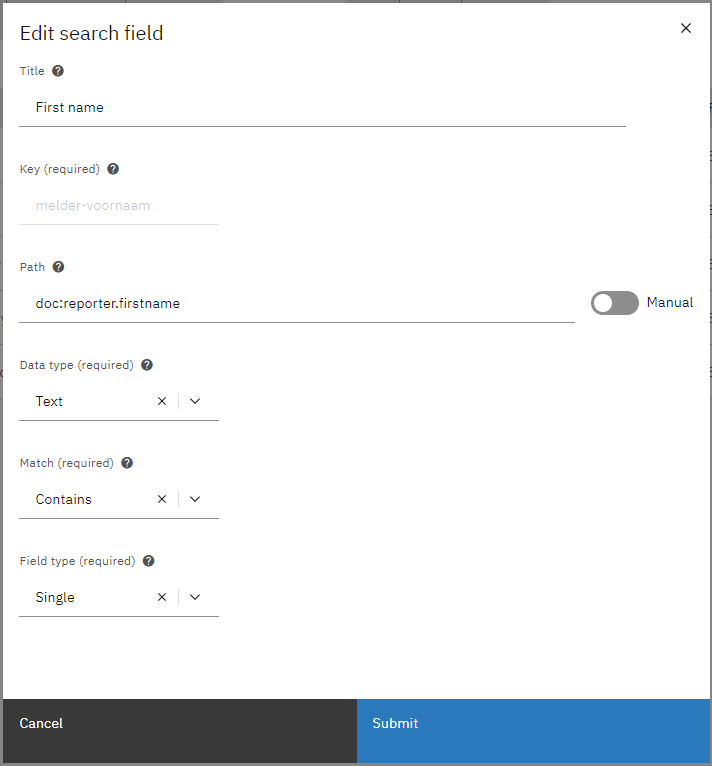 Edit search field
Title
First name
Key (required)
melder-voornaam
Path
doc:reporter.firstname
Manual
Data type (required)
Text
Match (required)
Contains
Field type (required)
Single
Cancel
Submit